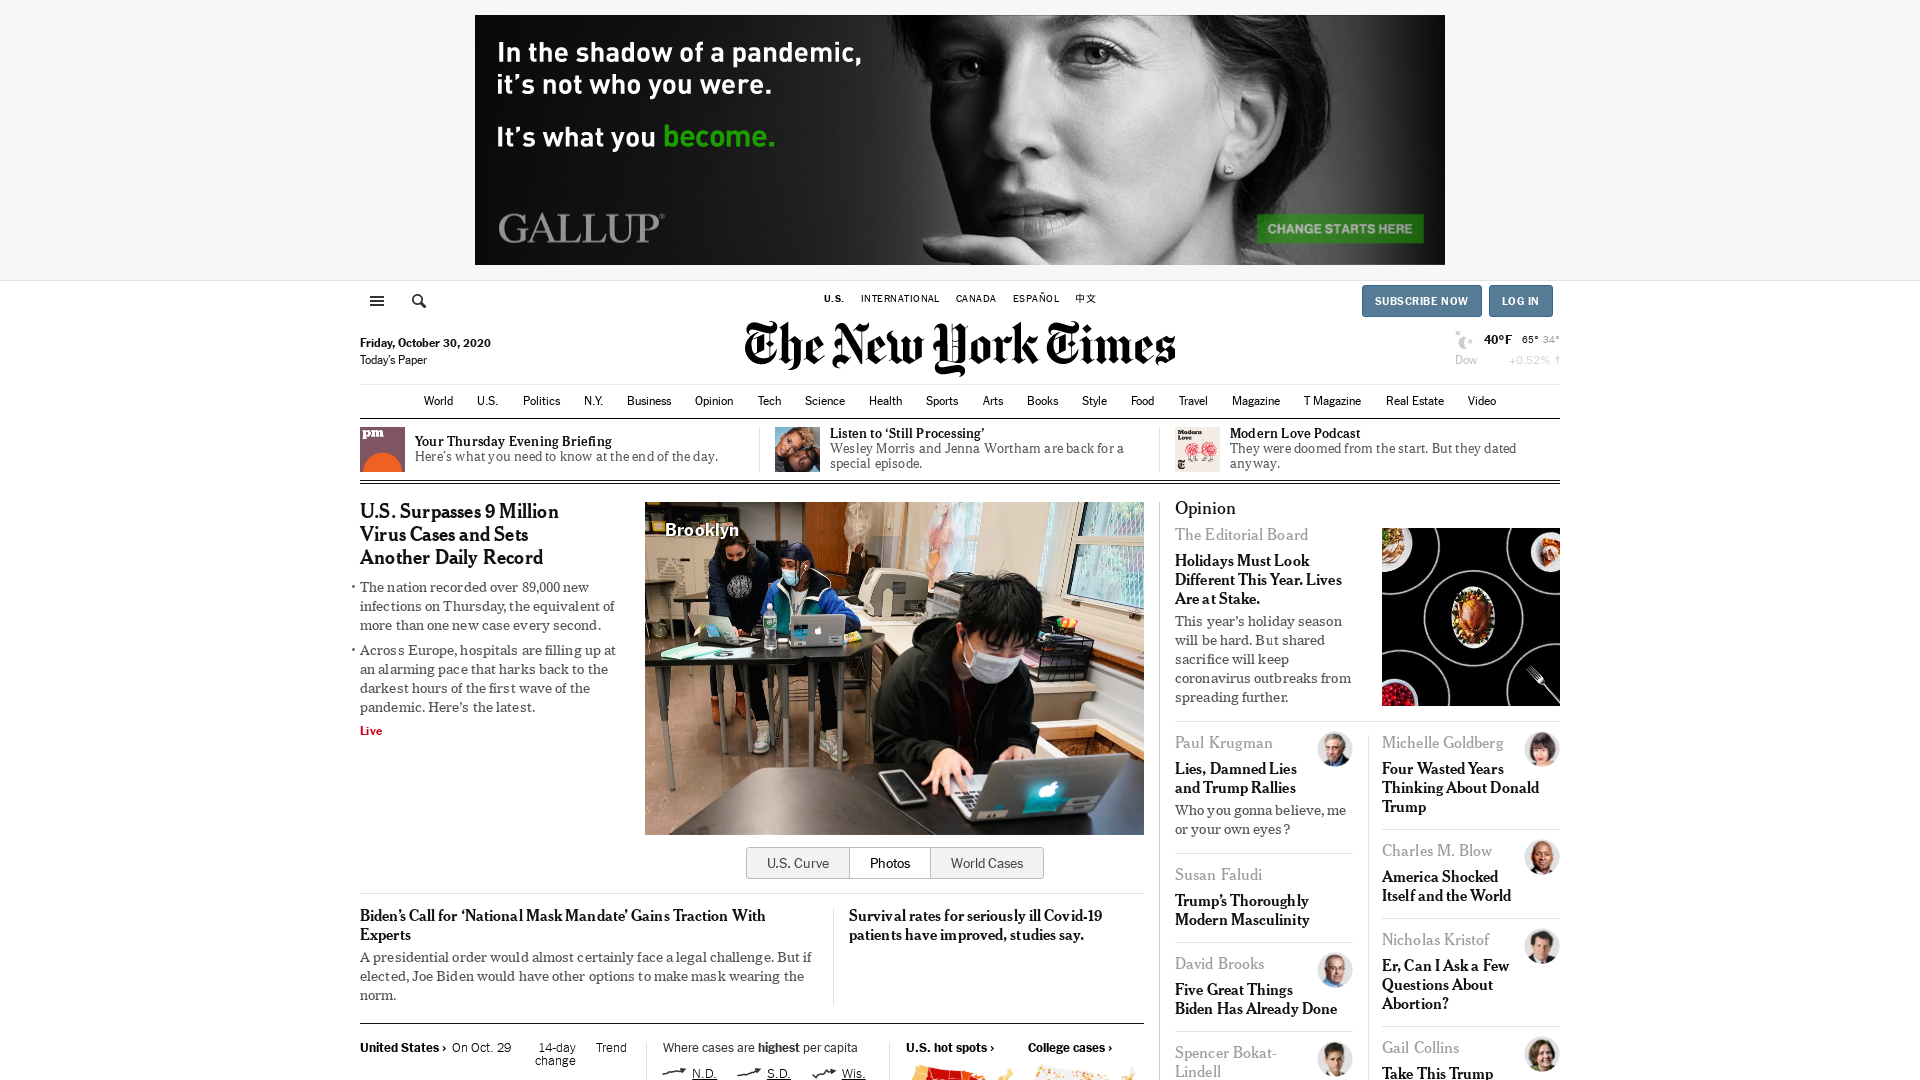 In the shadow of a pandemic,
it's not who you were.
It's what you become.
GALLUP®
CHANGE STARTS HERE
U.S. INTERNATIONAL CANADA ESPAÑOL 中文
SUBSCRIBE NOW LOG IN
Friday, October 30, 2020
Today's Paper
The New York Times
40°F 65° 34°
Dow +0.52% ↑
World U.S. Politics N.Y. Business Opinion Tech Science Health Sports Arts Books Style Food Travel Magazine T Magazine Real Estate Video
pm
Your Thursday Evening Briefing
Here's what you need to know at the end of the day.
Listen to ‘Still Processing’
Wesley Morris and Jenna Wortham are back for a
special episode.
Modern
Love
Modern Love Podcast
They were doomed from the start. But they dated
anyway.
U.S. Surpasses 9 Million
Virus Cases and Sets
Another Daily Record
• The nation recorded over 89,000 new
infections on Thursday, the equivalent of
more than one new case every second.
• Across Europe, hospitals are filling up at
an alarming pace that harks back to the
darkest hours of the first wave of the
pandemic. Here's the latest.
Live
Brooklyn
U.S. Curve Photos World Cases
Biden's Call for ‘National Mask Mandate’ Gains Traction With
Experts
A presidential order would almost certainly face a legal challenge. But if
elected, Joe Biden would have other options to make mask wearing the
norm.
Survival rates for seriously ill Covid-19
patients have improved, studies say.
United States › On Oct. 29 14-day
change Trend
Where cases are highest per capita
N.D. S.D. Wis.
U.S. hot spots › College cases ›
Opinion
The Editorial Board
Holidays Must Look
Different This Year. Lives
Are at Stake.
This year's holiday season
will be hard. But shared
sacrifice will keep
coronavirus outbreaks from
spreading further.
Paul Krugman
Lies, Damned Lies
and Trump Rallies
Who you gonna believe, me
or your own eyes?
Susan Faludi
Trump's Thoroughly
Modern Masculinity
David Brooks
Five Great Things
Biden Has Already Done
Spencer Bokat-
Lindell
Michelle Goldberg
Four Wasted Years
Thinking About Donald
Trump
Charles M. Blow
America Shocked
Itself and the World
Nicholas Kristof
Er, Can I Ask a Few
Questions About
Abortion?
Gail Collins
Take This Trump